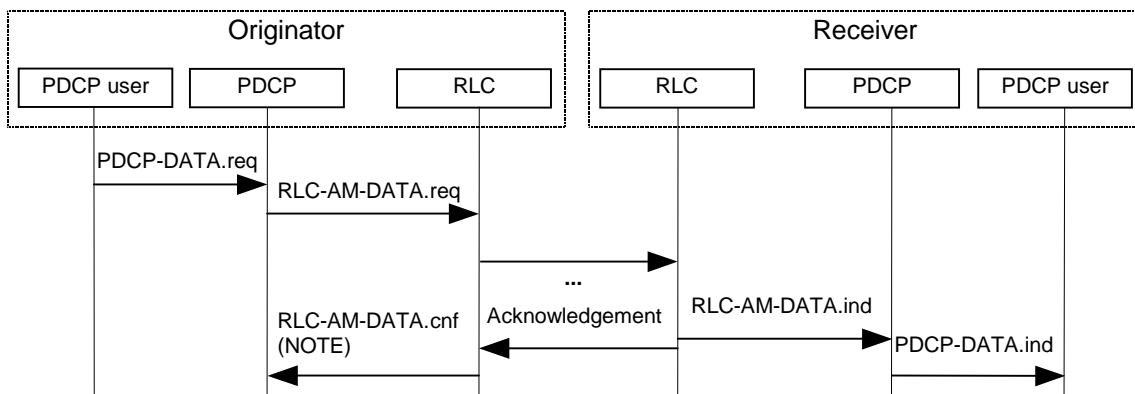 Originator
Receiver
PDCP user
PDCP
RLC
RLC
PDCP
PDCP user
PDCP-DATA.req
RLC-AM-DATA.req
...
Acknowledgement
RLC-AM-DATA.ind
RLC-AM-DATA.cnf
(NOTE)
PDCP-DATA.ind